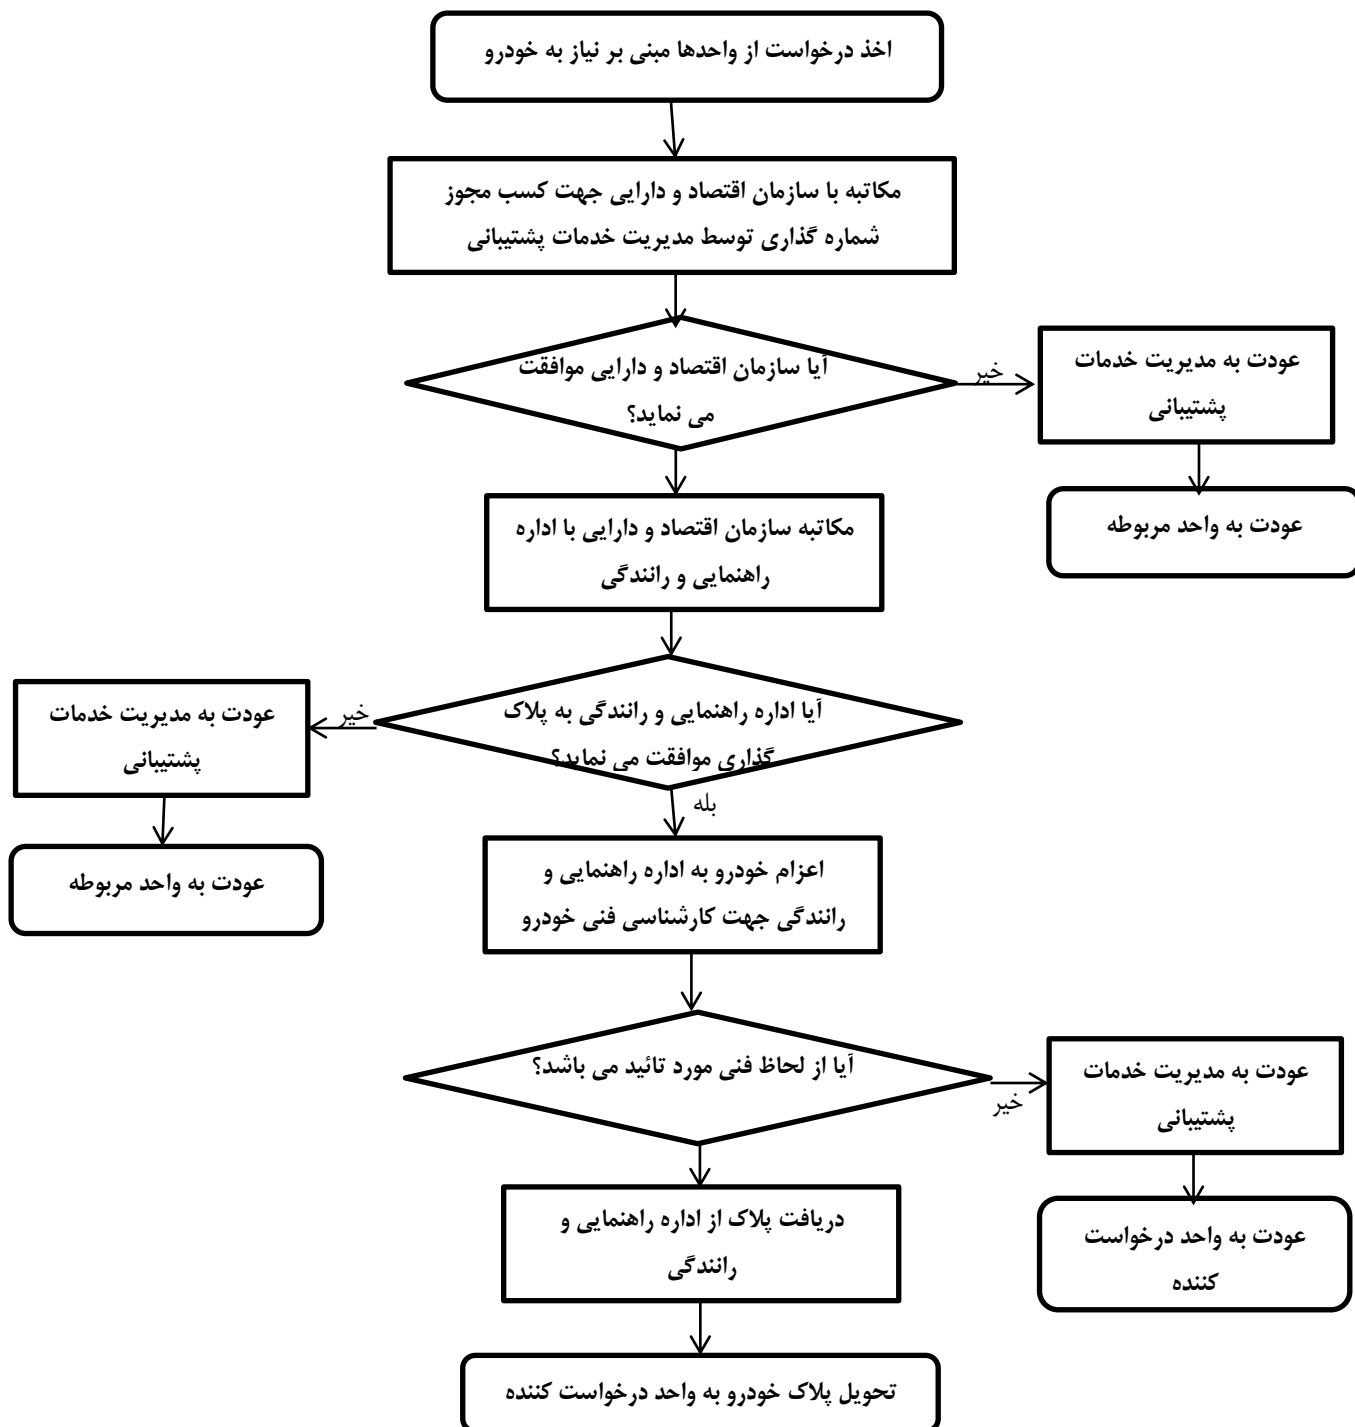 اخذ درخواست از واحدها مبنی بر نیاز به خودرو
مکاتبه با سازمان اقتصاد و دارایی جهت کسب مجوز
شماره گذاری توسط مدیریت خدمات پشتیبانی
آیا سازمان اقتصاد و دارایی موافقت
می نماید؟
خیر
عودت به مدیریت خدمات
پشتیبانی
عودت به واحد مربوطه
مکاتبه سازمان اقتصاد و دارایی با اداره
راهنمایی و رانندگی
آیا اداره راهنمایی و رانندگی به پلاک
گذاری موافقت می نماید؟
خیر
عودت به مدیریت خدمات
پشتیبانی
عودت به واحد مربوطه
بله
اعزام خودرو به اداره راهنمایی و
رانندگی جهت کارشناسی فنی خودرو
آیا از لحاظ فنی مورد تائید می باشد؟
خیر
عودت به مدیریت خدمات
پشتیبانی
عودت به واحد درخواست
کننده
دریافت پلاک از اداره راهنمایی و
رانندگی
تحویل پلاک خودرو به واحد درخواست کننده